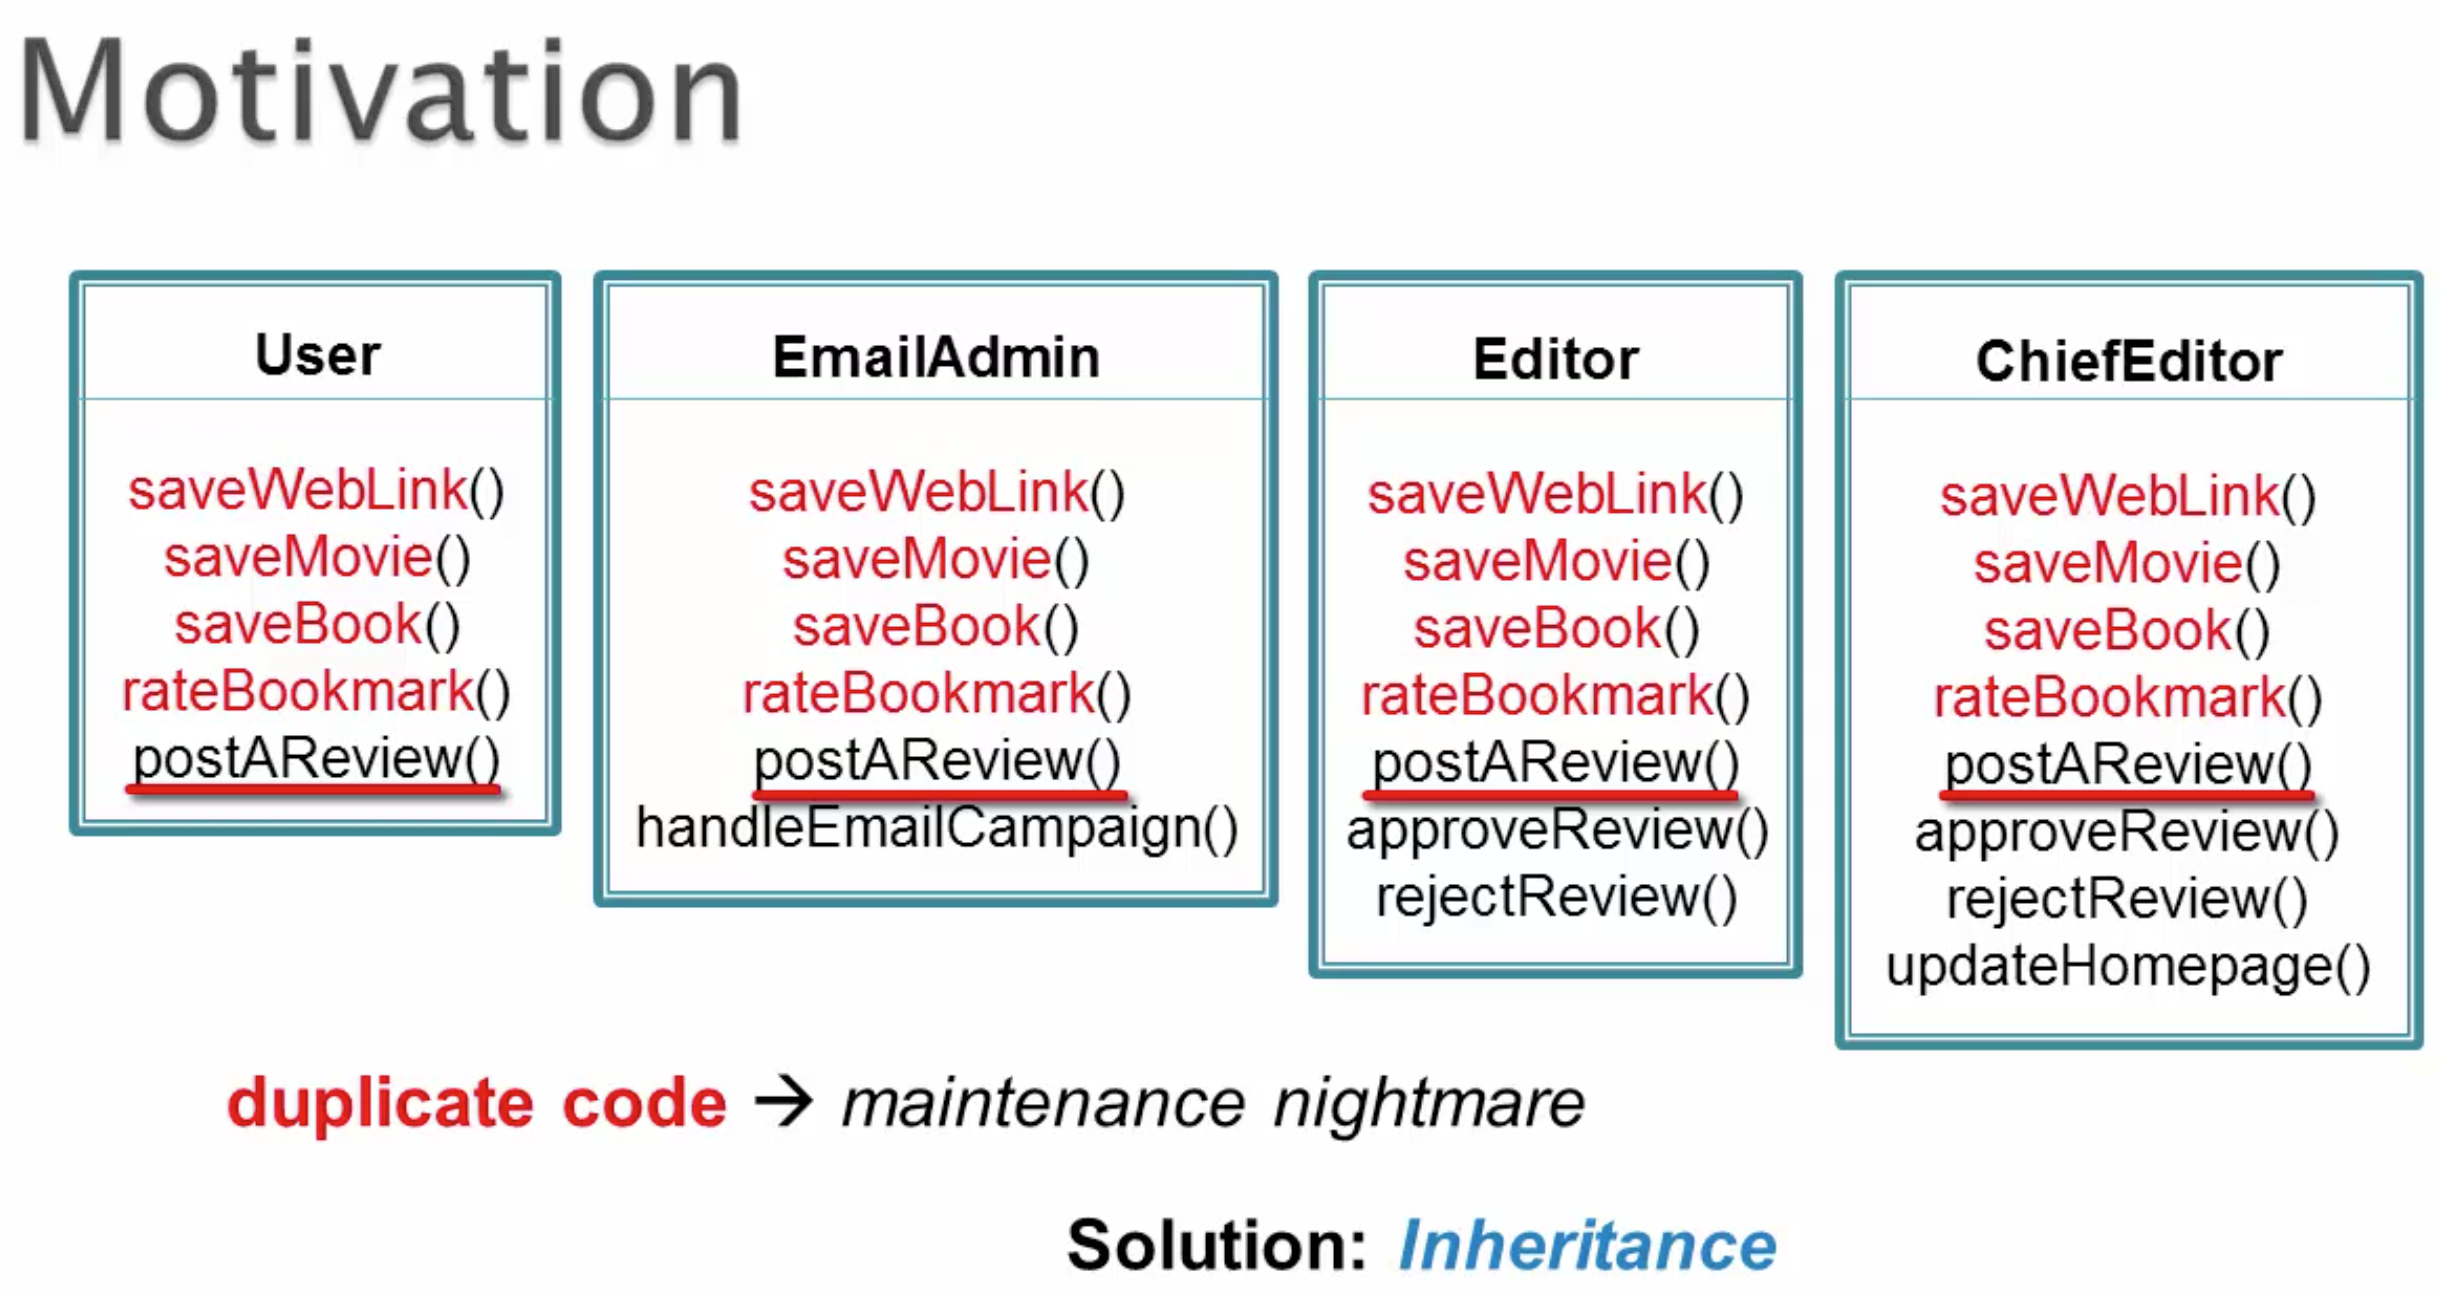 Motivation
User
saveWebLink()
saveMovie()
saveBook()
rateBookmark()
postAReview()
EmailAdmin
saveWebLink()
saveMovie()
saveBook()
rateBookmark()
postAReview()
handleEmailCampaign()
Editor
saveWebLink()
saveMovie()
saveBook()
rateBookmark()
postAReview()
approveReview()
rejectReview()
ChiefEditor
saveWebLink()
saveMovie()
saveBook()
rateBookmark()
postAReview()
approveReview()
rejectReview()
updateHomepage()
duplicate code → maintenance nightmare
Solution: Inheritance